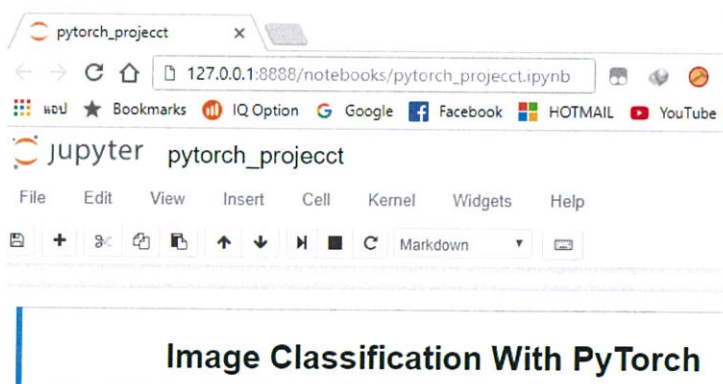 pytorch_projecct
127.0.0.1:8888/notebooks/pytorch_projecct.ipynb
แอป Bookmarks IQ Option Google Facebook HOTMAIL YouTube
jupyter pytorch_projecct
File Edit View Insert Cell Kernel Widgets Help
Markdown
Image Classification With PyTorch